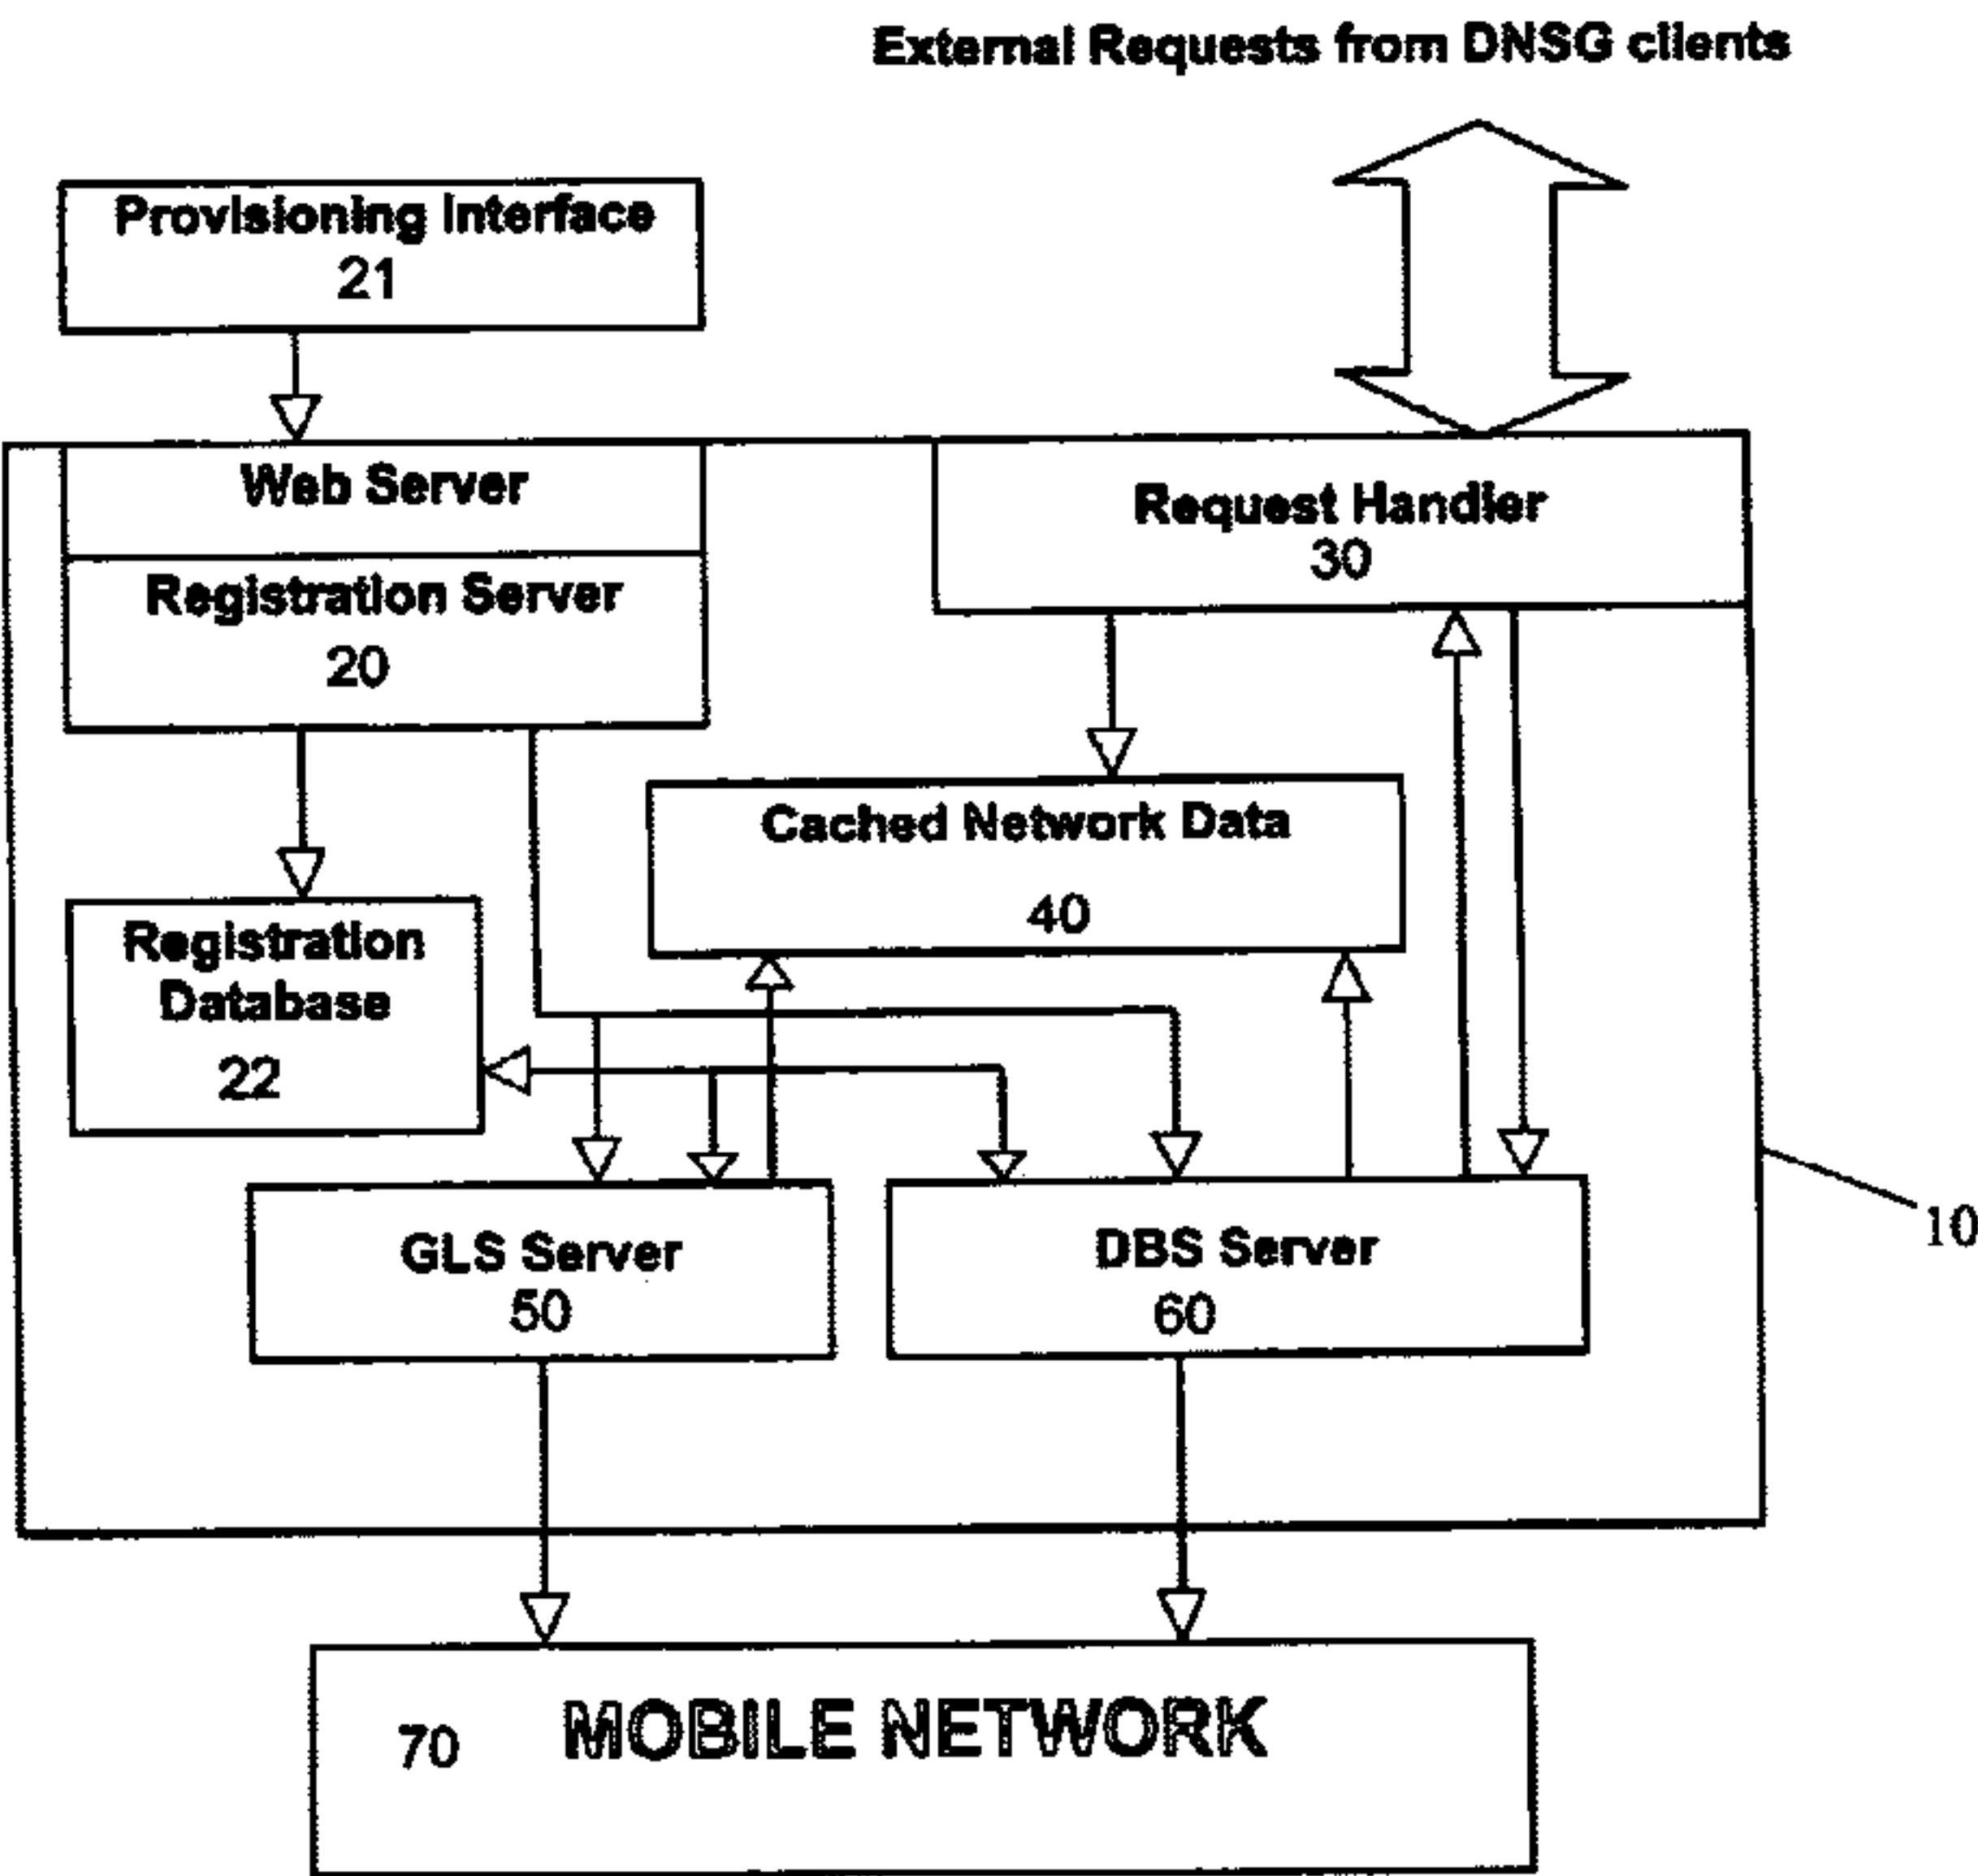 External Requests from DNSG clients
Provisioning Interface
21
Web Server
Registration Server
20
Request Handler
30
Cached Network Data
40
Registration
Database
22
GLS Server
50
DBS Server
60
10
70 MOBILE NETWORK